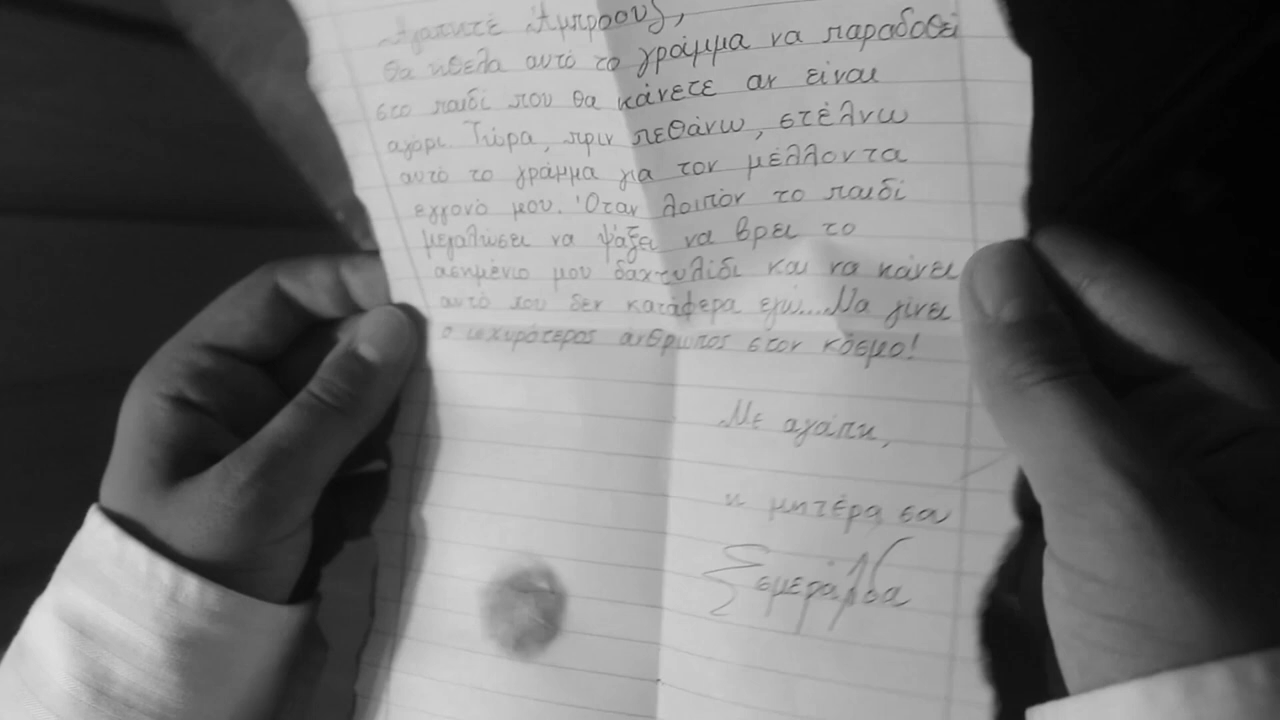 Αγαπητέ Άμπροουζ,
θα ήθελα αυτό το γράμμα να παραδοθεί
στο παιδί που θα κάνετε αν είναι
αγόρι. Τώρα, πριν πεθάνω, στέλνω
αυτό το γράμμα για τον μέλλοντα
εγγονό μου. Όταν λοιπόν το παιδί
μεγαλώσει να ψάξει να βρει το
ασημένιο μου δαχτυλίδι και να κάνει
αυτό που δεν κατάφερα εγώ....Να γίνει
ο ισχυρότερος άνθρωπος στον κόσμο!
Με αγάπη,
η μητέρα σου
Σεμεράλδα